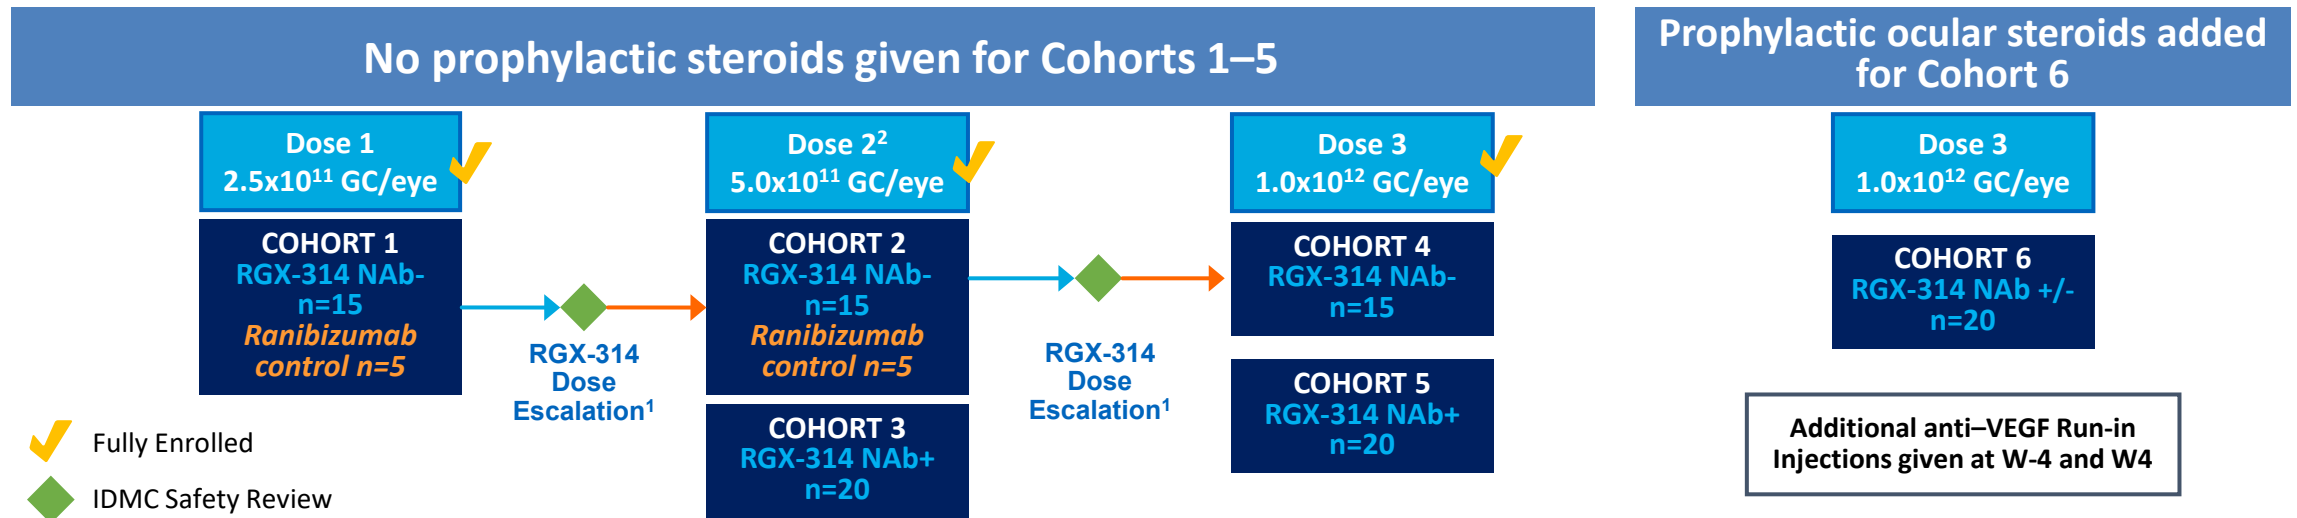 No prophylactic steroids given for Cohorts 1–5
Prophylactic ocular steroids added
for Cohort 6
Dose 1
2.5x10¹¹ GC/eye
COHORT 1
RGX-314 NAb-
n=15
Ranibizumab
control n=5
RGX-314
Dose
Escalation¹
Dose 2²
5.0x10¹¹ GC/eye
COHORT 2
RGX-314 NAb-
n=15
Ranibizumab
control n=5
COHORT 3
RGX-314 NAb+
n=20
RGX-314
Dose
Escalation¹
Dose 3
1.0x10¹² GC/eye
COHORT 4
RGX-314 NAb-
n=15
COHORT 5
RGX-314 NAb+
n=20
Dose 3
1.0x10¹² GC/eye
COHORT 6
RGX-314 NAb +/-
n=20
Additional anti–VEGF Run-in
Injections given at W-4 and W4
Fully Enrolled
IDMC Safety Review